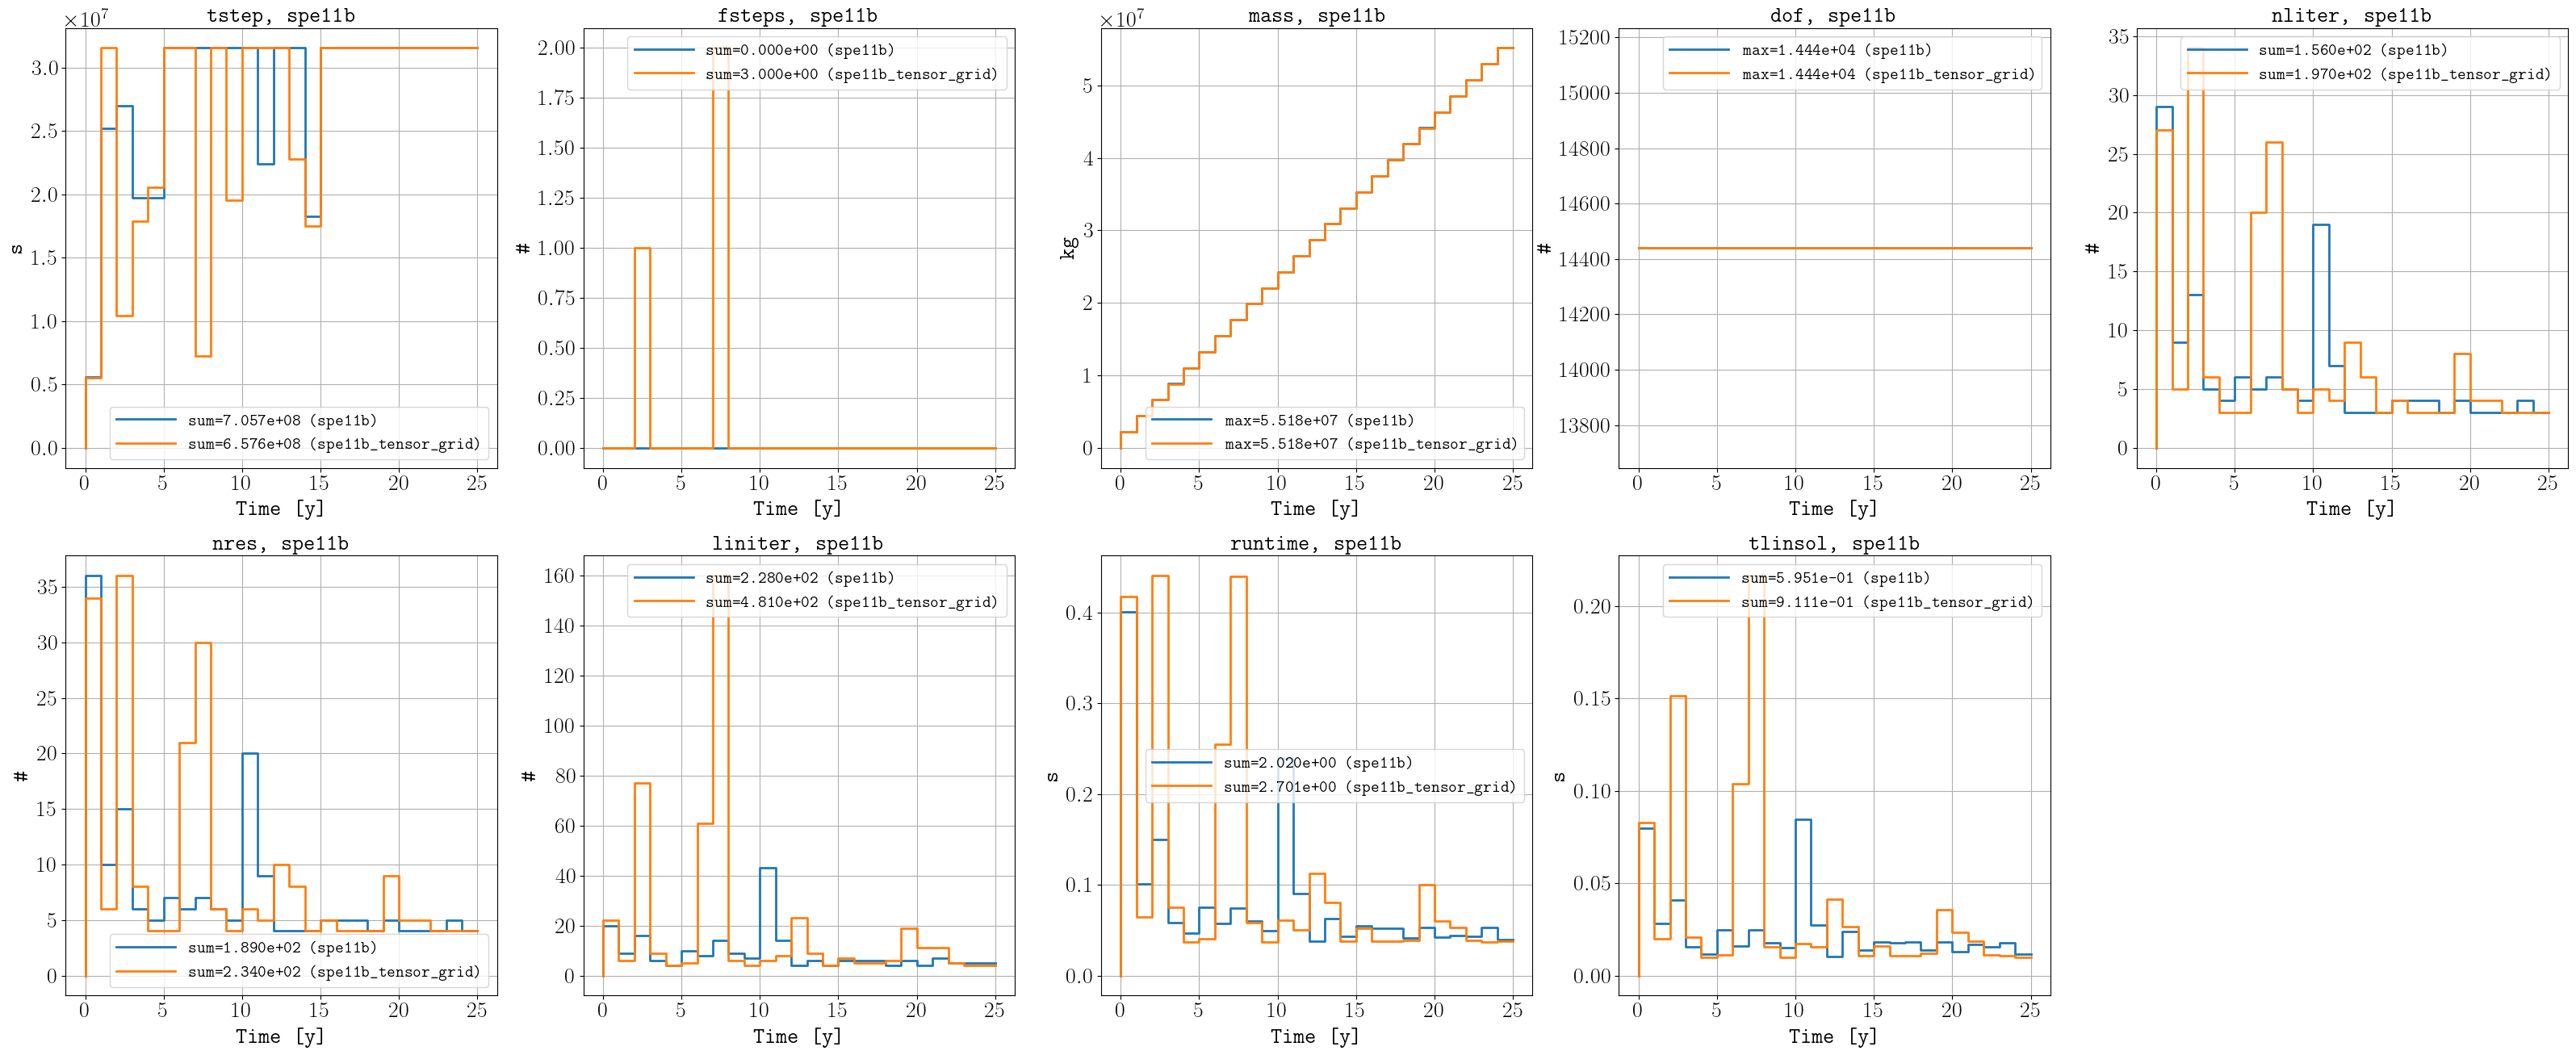 tstep, spe11b
×10⁷
3.0
2.5
2.0
1.5
1.0
0.5
0.0
s
sum=7.057e+08 (spe11b)
sum=6.576e+08 (spe11b_tensor_grid)
0 5 10 15 20 25
Time [y]
fsteps, spe11b
2.00
1.75
1.50
1.25
1.00
0.75
0.50
0.25
0.00
#
sum=0.000e+00 (spe11b)
sum=3.000e+00 (spe11b_tensor_grid)
0 5 10 15 20 25
Time [y]
mass, spe11b
×10⁷
5
4
3
2
1
0
kg
max=5.518e+07 (spe11b)
max=5.518e+07 (spe11b_tensor_grid)
0 5 10 15 20 25
Time [y]
dof, spe11b
15200
15000
14800
14600
14400
14200
14000
13800
#
max=1.444e+04 (spe11b)
max=1.444e+04 (spe11b_tensor_grid)
0 5 10 15 20 25
Time [y]
nliter, spe11b
35
30
25
20
15
10
5
0
#
sum=1.560e+02 (spe11b)
sum=1.970e+02 (spe11b_tensor_grid)
0 5 10 15 20 25
Time [y]
nres, spe11b
35
30
25
20
15
10
5
0
#
sum=1.890e+02 (spe11b)
sum=2.340e+02 (spe11b_tensor_grid)
0 5 10 15 20 25
Time [y]
liniter, spe11b
160
140
120
100
80
60
40
20
0
#
sum=2.280e+02 (spe11b)
sum=4.810e+02 (spe11b_tensor_grid)
0 5 10 15 20 25
Time [y]
runtime, spe11b
0.4
0.3
0.2
0.1
0.0
s
sum=2.020e+00 (spe11b)
sum=2.701e+00 (spe11b_tensor_grid)
0 5 10 15 20 25
Time [y]
tlinsol, spe11b
0.20
0.15
0.10
0.05
0.00
s
sum=5.951e-01 (spe11b)
sum=9.111e-01 (spe11b_tensor_grid)
0 5 10 15 20 25
Time [y]